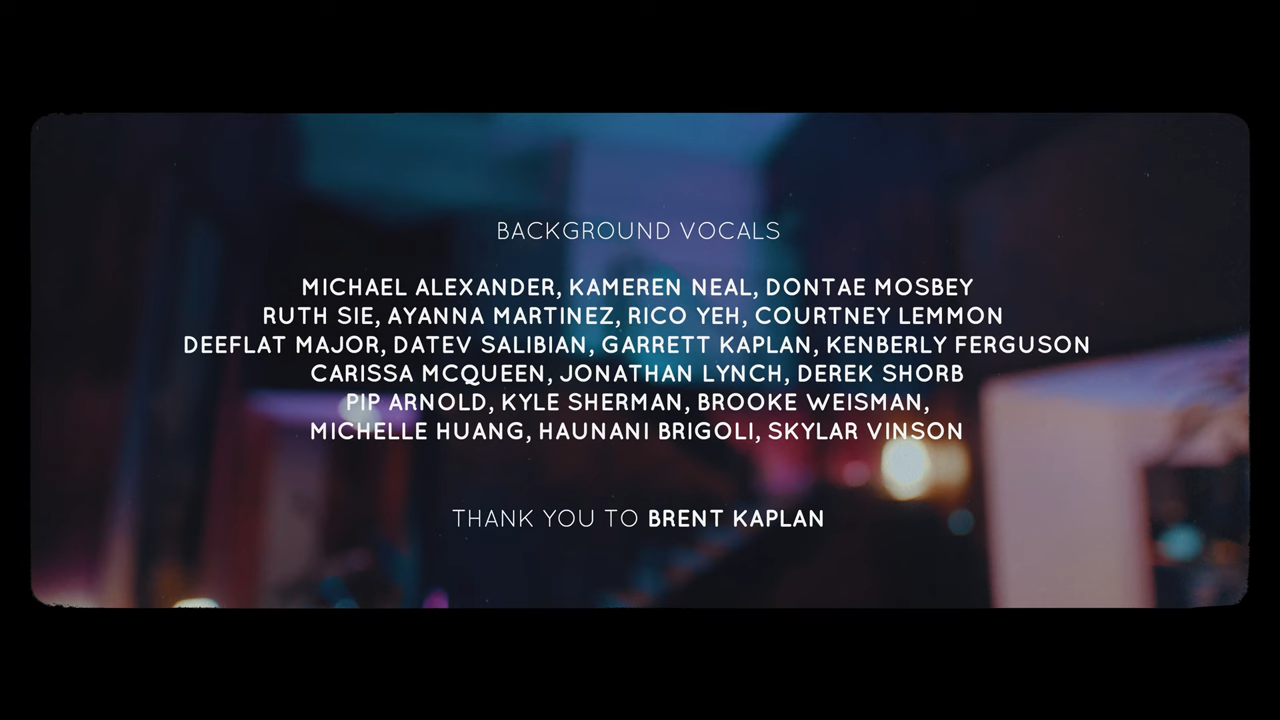 BACKGROUND VOCALS
MICHAEL ALEXANDER, KAMEREN NEAL, DONTAE MOSBEY
RUTH SIE, AYANNA MARTINEZ, RICO YEH, COURTNEY LEMMON
DEEFLAT MAJOR, DATEV SALIBIAN, GARRETT KAPLAN, KENBERLY FERGUSON
CARISSA MCQUEEN, JONATHAN LYNCH, DEREK SHORB
PIP ARNOLD, KYLE SHERMAN, BROOKE WEISMAN,
MICHELLE HUANG, HAUNANI BRIGOLI, SKYLAR VINSON
THANK YOU TO BRENT KAPLAN